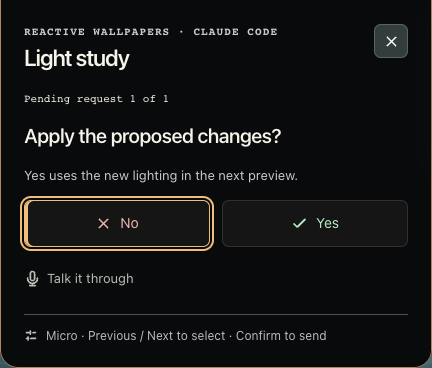 REACTIVE WALLPAPERS · CLAUDE CODE
Light study
Pending request 1 of 1
Apply the proposed changes?
Yes uses the new lighting in the next preview.
No
Yes
Talk it through
Micro · Previous / Next to select · Confirm to send